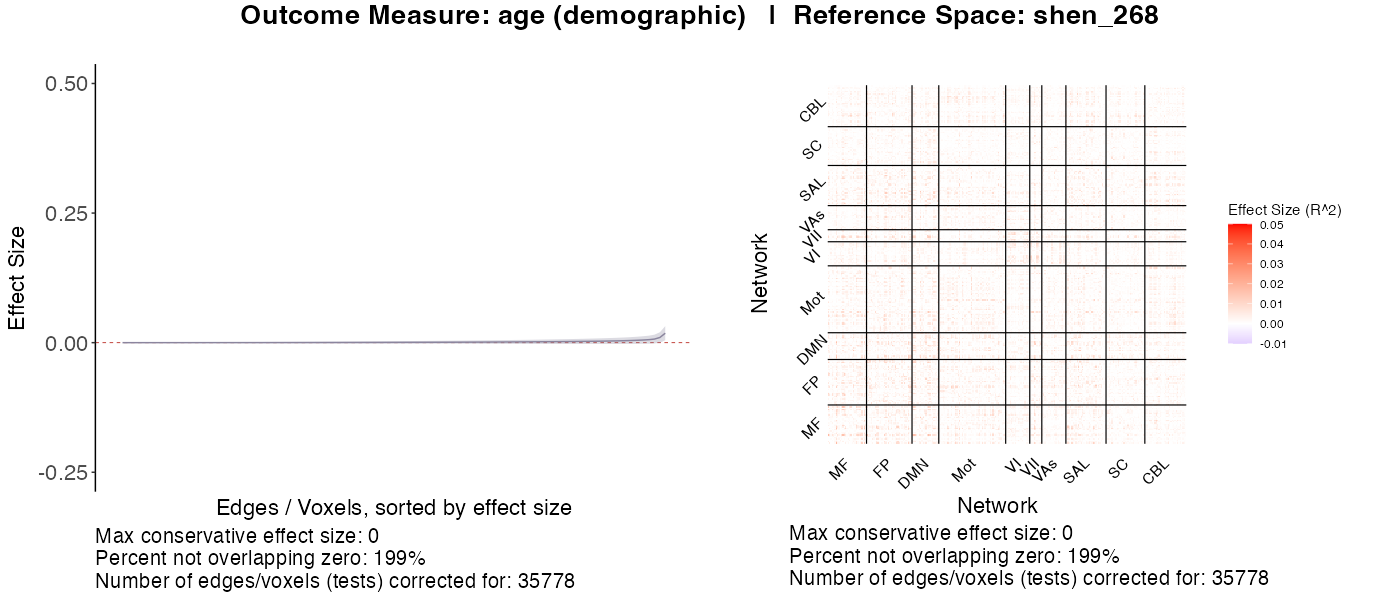 Outcome Measure: age (demographic) | Reference Space: shen_268
Effect Size
0.50
0.25
0.00
-0.25
Edges / Voxels, sorted by effect size
Max conservative effect size: 0
Percent not overlapping zero: 199%
Number of edges/voxels (tests) corrected for: 35778
Network
CBL
SC
SAL
VAs
VII
VI
Mot
DMN
FP
MF
MF
FP
DMN
Mot
VI
VII
VAs
SAL
SC
CBL
Network
Max conservative effect size: 0
Percent not overlapping zero: 199%
Number of edges/voxels (tests) corrected for: 35778
Effect Size (R^2)
0.05
0.04
0.03
0.02
0.01
0.00
-0.01